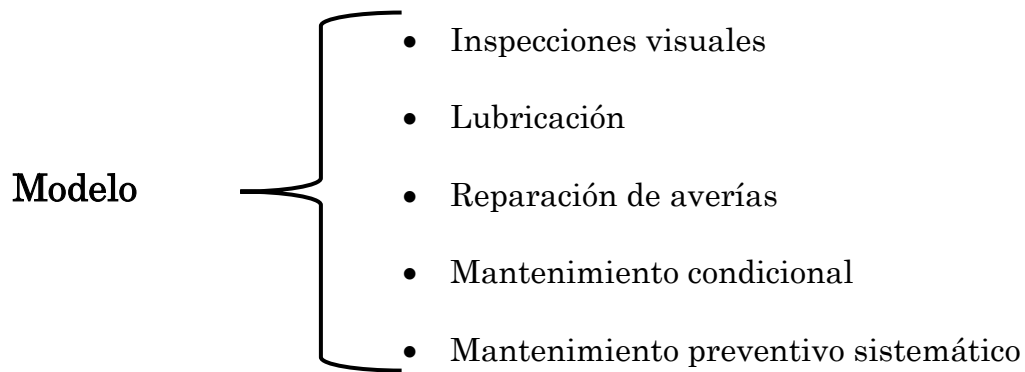 Modelo
• Inspecciones visuales
• Lubricación
• Reparación de averías
• Mantenimiento condicional
• Mantenimiento preventivo sistemático